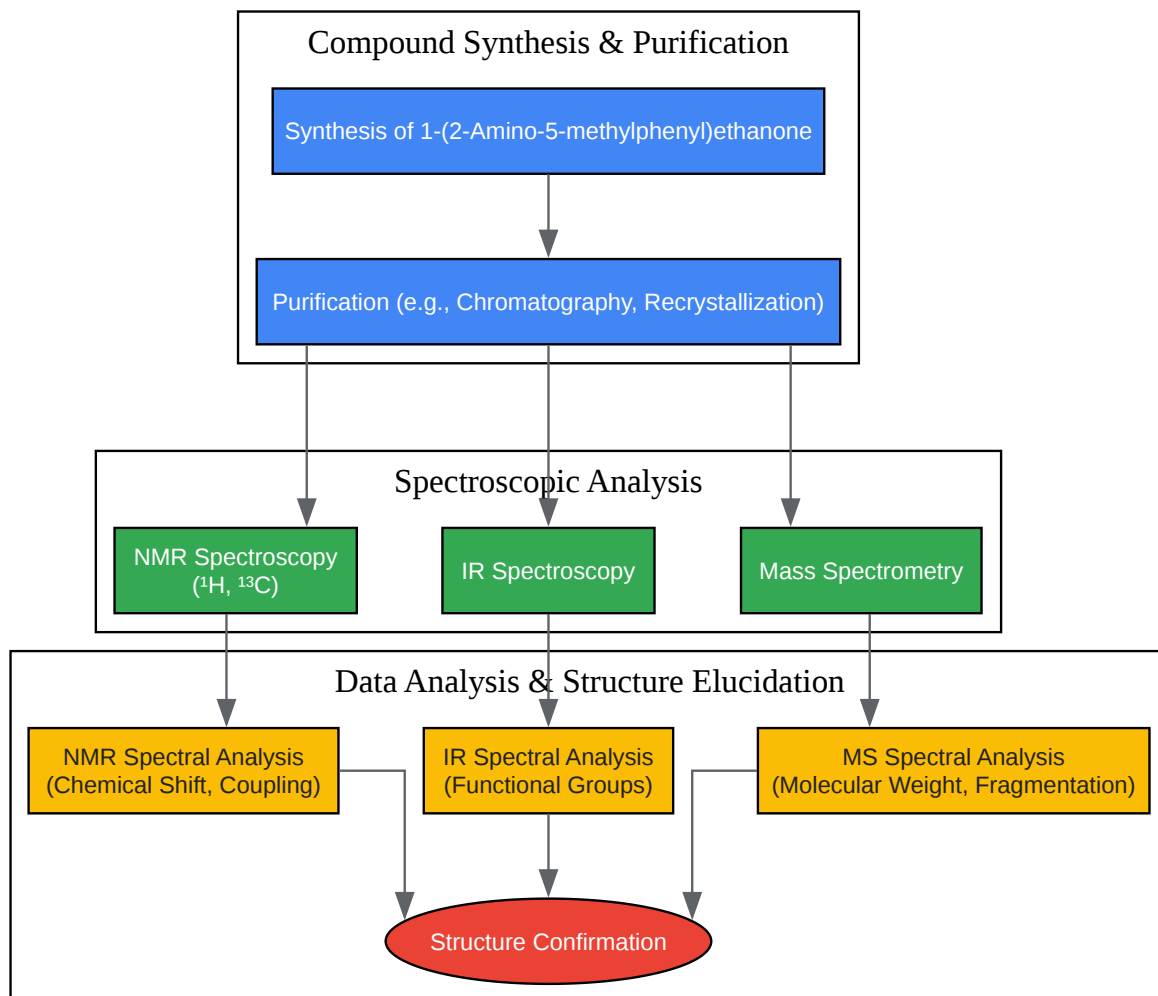 Compound Synthesis & Purification
Synthesis of 1-(2-Amino-5-methylphenyl)ethanone
Purification (e.g., Chromatography, Recrystallization)
Spectroscopic Analysis
NMR Spectroscopy
(¹H, ¹³C)
IR Spectroscopy
Mass Spectrometry
Data Analysis & Structure Elucidation
NMR Spectral Analysis
(Chemical Shift, Coupling)
IR Spectral Analysis
(Functional Groups)
MS Spectral Analysis
(Molecular Weight, Fragmentation)
Structure Confirmation